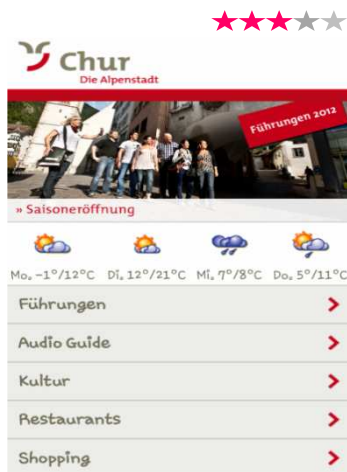 Chur
Die Alpenstadt
Führungen 2012
» Saisoneröffnung
Mo. -1°/12°C Di. 12°/21°C Mi. 7°/8°C Do. 5°/11°C
Führungen
Audio Guide
Kultur
Restaurants
Shopping